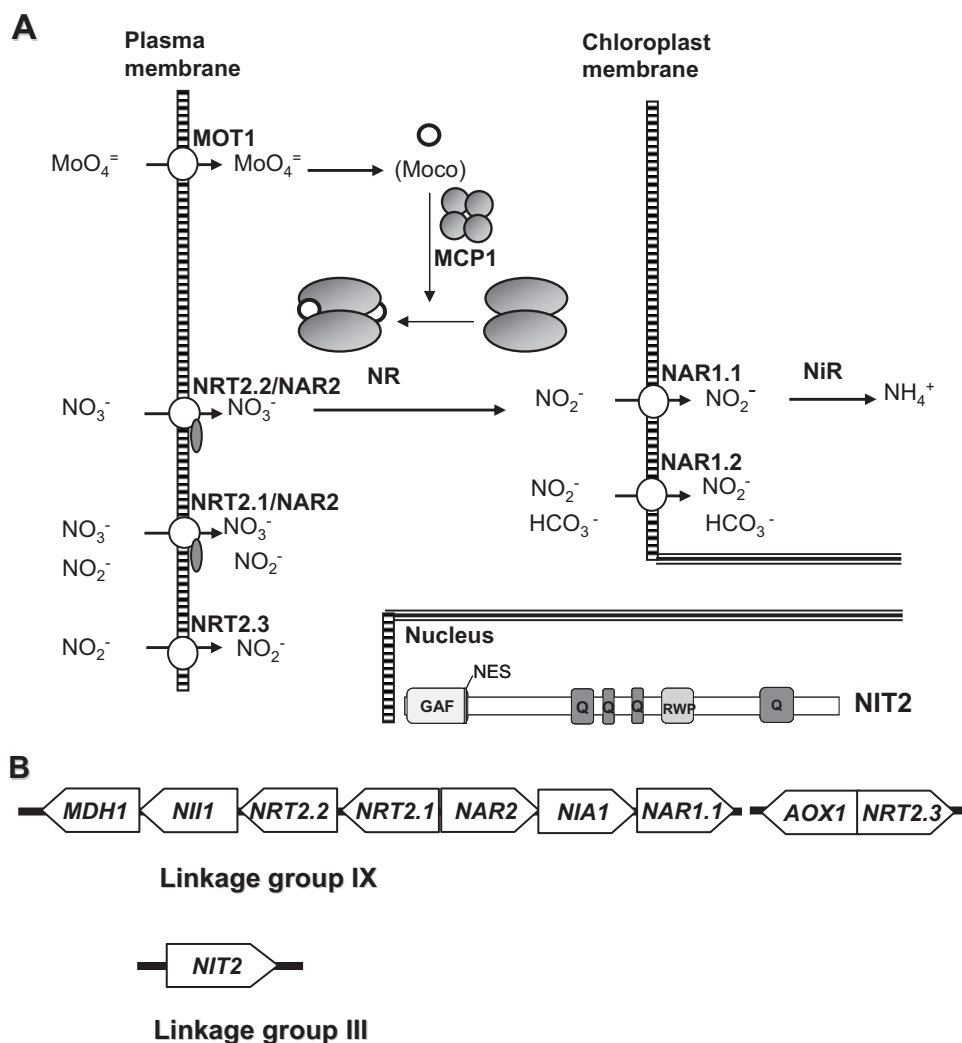 A
Plasma
membrane
Chloroplast
membrane
MOT1
MoO₄⁼
MoO₄⁼
(Moco)
MCP1
NR
NRT2.2/NAR2
NO₃⁻
NO₃⁻
NO₂⁻
NAR1.1
NO₂⁻
NiR
NH₄⁺
NAR1.2
NO₂⁻
NO₂⁻
HCO₃⁻
HCO₃⁻
NRT2.1/NAR2
NO₃⁻
NO₃⁻
NO₂⁻
NO₂⁻
NRT2.3
NO₂⁻
NO₂⁻
Nucleus
NES
GAF
Q
Q
Q
RWP
Q
NIT2
B
MDH1 NII1 NRT2.2 NRT2.1 NAR2 NIA1 NAR1.1 AOX1 NRT2.3
Linkage group IX
NIT2
Linkage group III